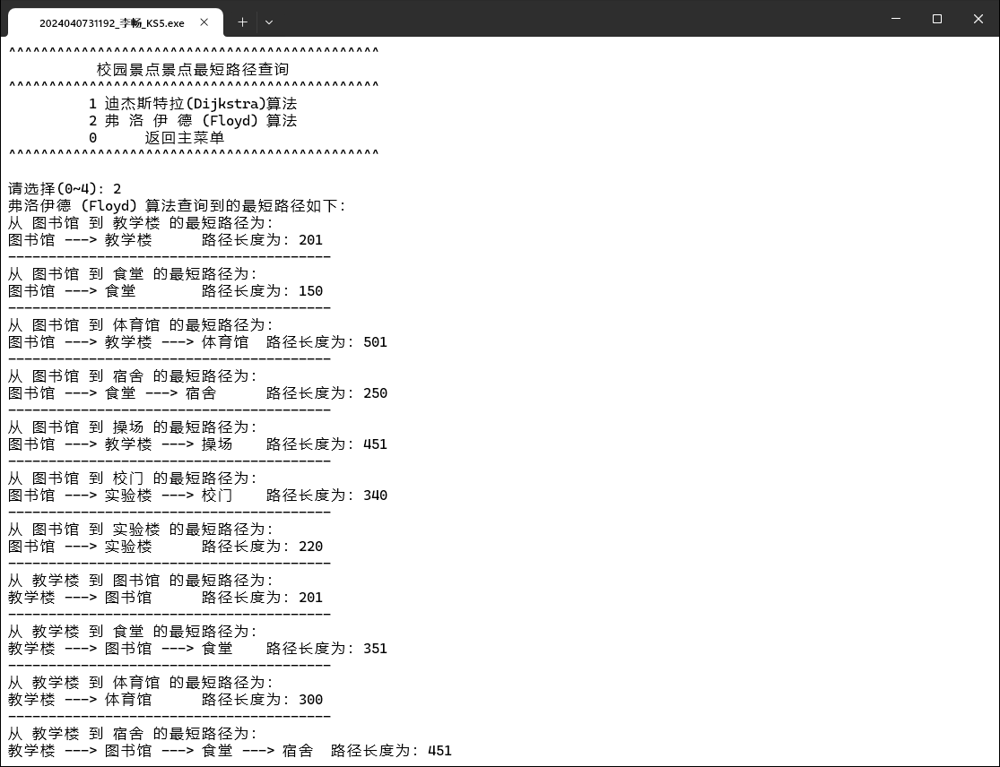 2024040731192_李畅_KS5.exe
^^^^^^^^^^^^^^^^^^^^^^^^^^^^^^^^^^^^^^^^^^^^^^
校园景点景点最短路径查询
^^^^^^^^^^^^^^^^^^^^^^^^^^^^^^^^^^^^^^^^^^^^^^
1 迪杰斯特拉(Dijkstra)算法
2 弗 洛 伊 德 (Floyd) 算法
0 返回主菜单
^^^^^^^^^^^^^^^^^^^^^^^^^^^^^^^^^^^^^^^^^^^^^^
请选择(0~4): 2
弗洛伊德 (Floyd) 算法查询到的最短路径如下:
从 图书馆 到 教学楼 的最短路径为:
图书馆 ---> 教学楼 路径长度为: 201
----------------------------------------
从 图书馆 到 食堂 的最短路径为:
图书馆 ---> 食堂 路径长度为: 150
----------------------------------------
从 图书馆 到 体育馆 的最短路径为:
图书馆 ---> 教学楼 ---> 体育馆 路径长度为: 501
----------------------------------------
从 图书馆 到 宿舍 的最短路径为:
图书馆 ---> 食堂 ---> 宿舍 路径长度为: 250
----------------------------------------
从 图书馆 到 操场 的最短路径为:
图书馆 ---> 教学楼 ---> 操场 路径长度为: 451
----------------------------------------
从 图书馆 到 校门 的最短路径为:
图书馆 ---> 实验楼 ---> 校门 路径长度为: 340
----------------------------------------
从 图书馆 到 实验楼 的最短路径为:
图书馆 ---> 实验楼 路径长度为: 220
----------------------------------------
从 教学楼 到 图书馆 的最短路径为:
教学楼 ---> 图书馆 路径长度为: 201
----------------------------------------
从 教学楼 到 食堂 的最短路径为:
教学楼 ---> 图书馆 ---> 食堂 路径长度为: 351
----------------------------------------
从 教学楼 到 体育馆 的最短路径为:
教学楼 ---> 体育馆 路径长度为: 300
----------------------------------------
从 教学楼 到 宿舍 的最短路径为:
教学楼 ---> 图书馆 ---> 食堂 ---> 宿舍 路径长度为: 451